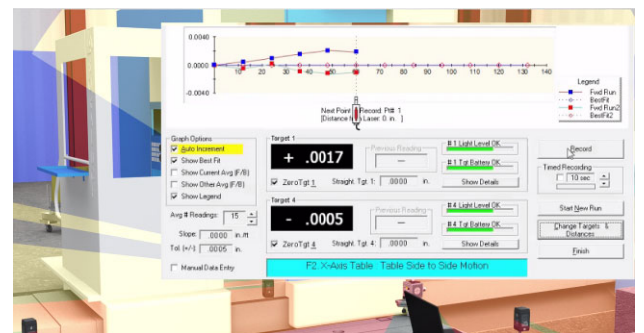 0.0040
0.0000
-0.0040
10 20 30 40 50 60 70 80 90 100 110 120 130 140
Next Point Record: Pt# 1
[Distance to Laser: 0. in. ]
Legend
Fwd Run
BestFit
Fwd Run2
BestFit2
Graph Options
Auto Increment
Show Best Fit
Show Current Avg (F/B)
Show Other Avg (F/B)
Show Legend
Avg # Readings: 15
Slope: .0000 in./ft
Tol. (+/-) .0005 in.
Manual Data Entry
Target 1
+ .0017
Previous Reading
---
# 1 Light Level OK
# 1 Tgt Battery OK
ZeroTgt 1 Straight. Tgt. 1: .0000 in.
Show Details
Target 4
- .0005
Previous Reading
---
# 4 Light Level OK
# 4 Tgt Battery OK
ZeroTgt 4 Straight. Tgt. 4: .0000 in.
Show Details
F2. X-Axis Table Table Side to Side Motion
Record
Timed Recording
10 sec
Start New Run
Change Targets &
Distances
Finish